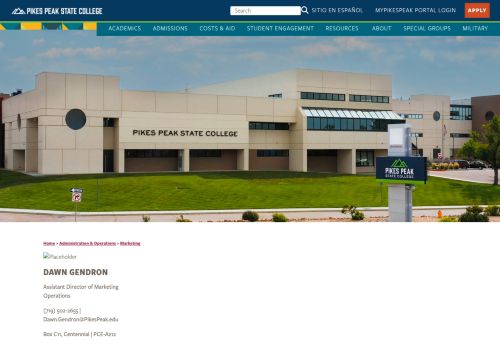 PIKES PEAK STATE COLLEGE
Search
SITIO EN ESPAÑOL
MYPIKESPEAK PORTAL LOGIN
APPLY
ACADEMICS
ADMISSIONS
COSTS & AID
STUDENT ENGAGEMENT
RESOURCES
ABOUT
SPECIAL GROUPS
MILITARY
PIKES PEAK STATE COLLEGE
PIKES PEAK
STATE COLLEGE
Home » Administration & Operations » Marketing
Placeholder
DAWN GENDRON
Assistant Director of Marketing
Operations
(719) 502-2655 |
Dawn.Gendron@PikesPeak.edu
Box C11, Centennial | PCE-A212